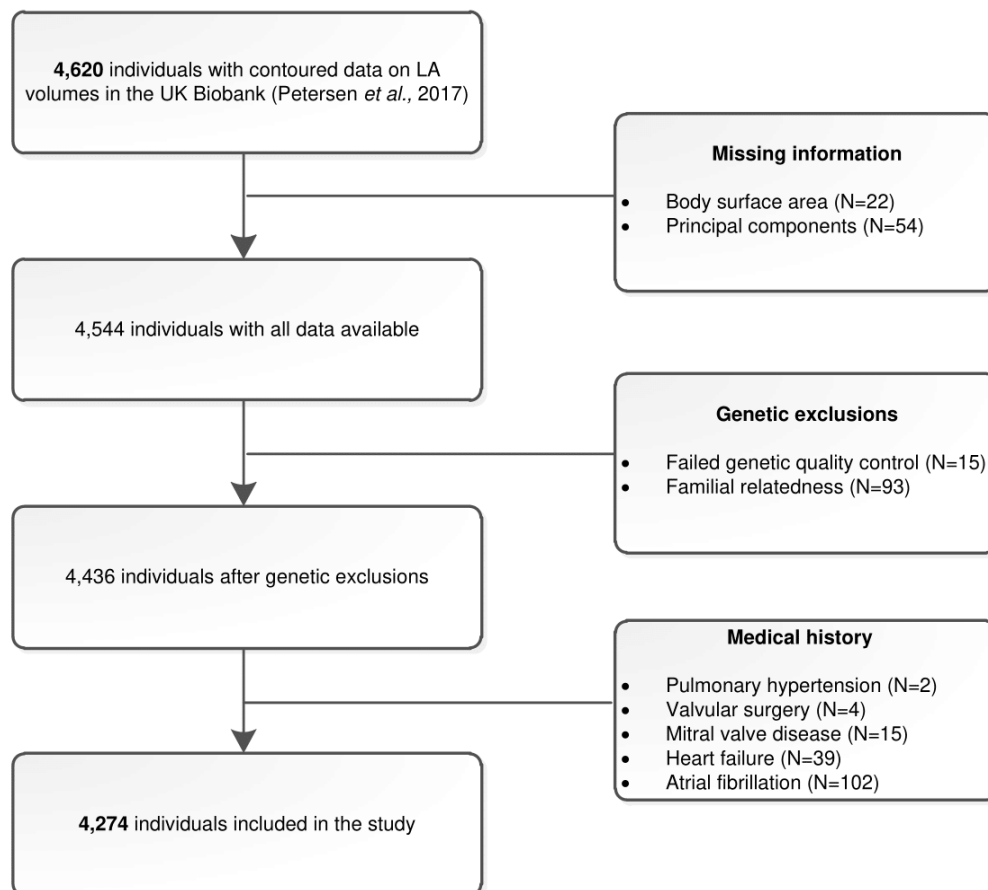 4,620 individuals with contoured data on LA
volumes in the UK Biobank (Petersen et al., 2017)
Missing information
• Body surface area (N=22)
• Principal components (N=54)
4,544 individuals with all data available
Genetic exclusions
• Failed genetic quality control (N=15)
• Familial relatedness (N=93)
4,436 individuals after genetic exclusions
Medical history
• Pulmonary hypertension (N=2)
• Valvular surgery (N=4)
• Mitral valve disease (N=15)
• Heart failure (N=39)
• Atrial fibrillation (N=102)
4,274 individuals included in the study